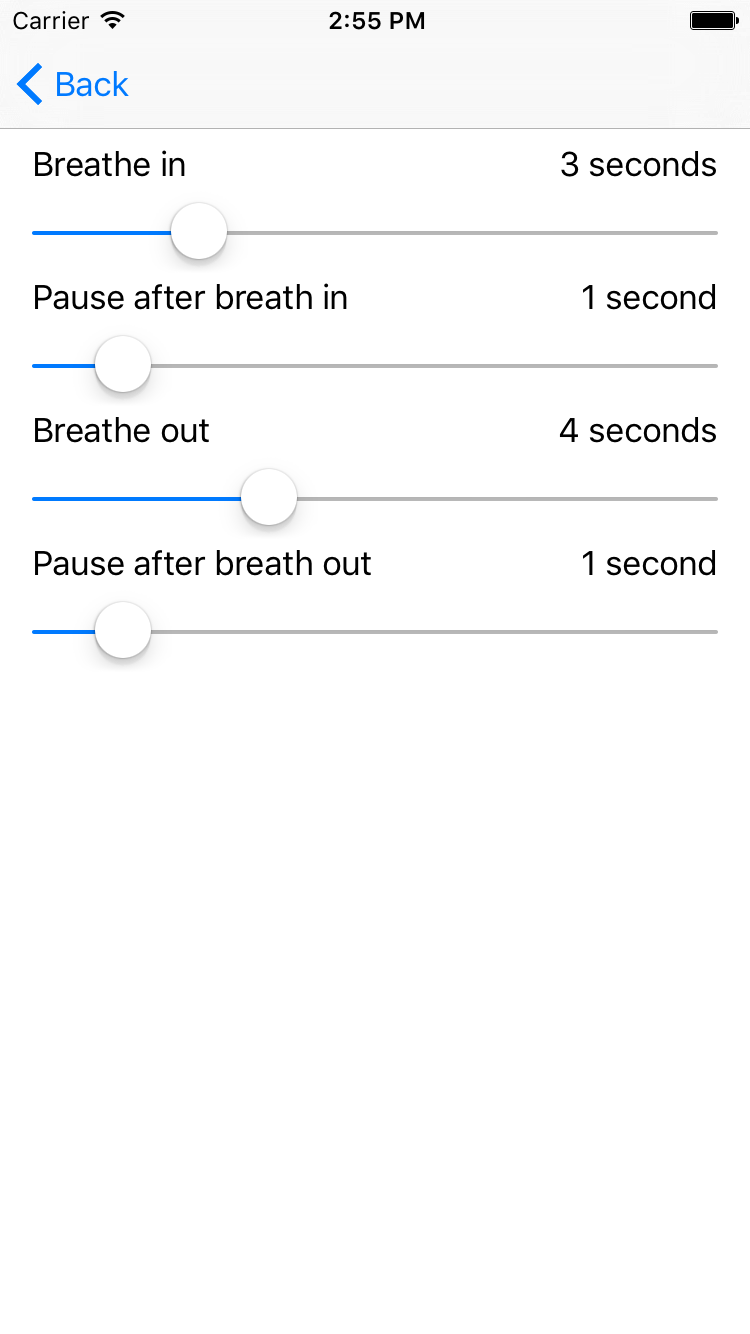 Carrier 2:55 PM
Back
Breathe in 3 seconds
Pause after breath in 1 second
Breathe out 4 seconds
Pause after breath out 1 second